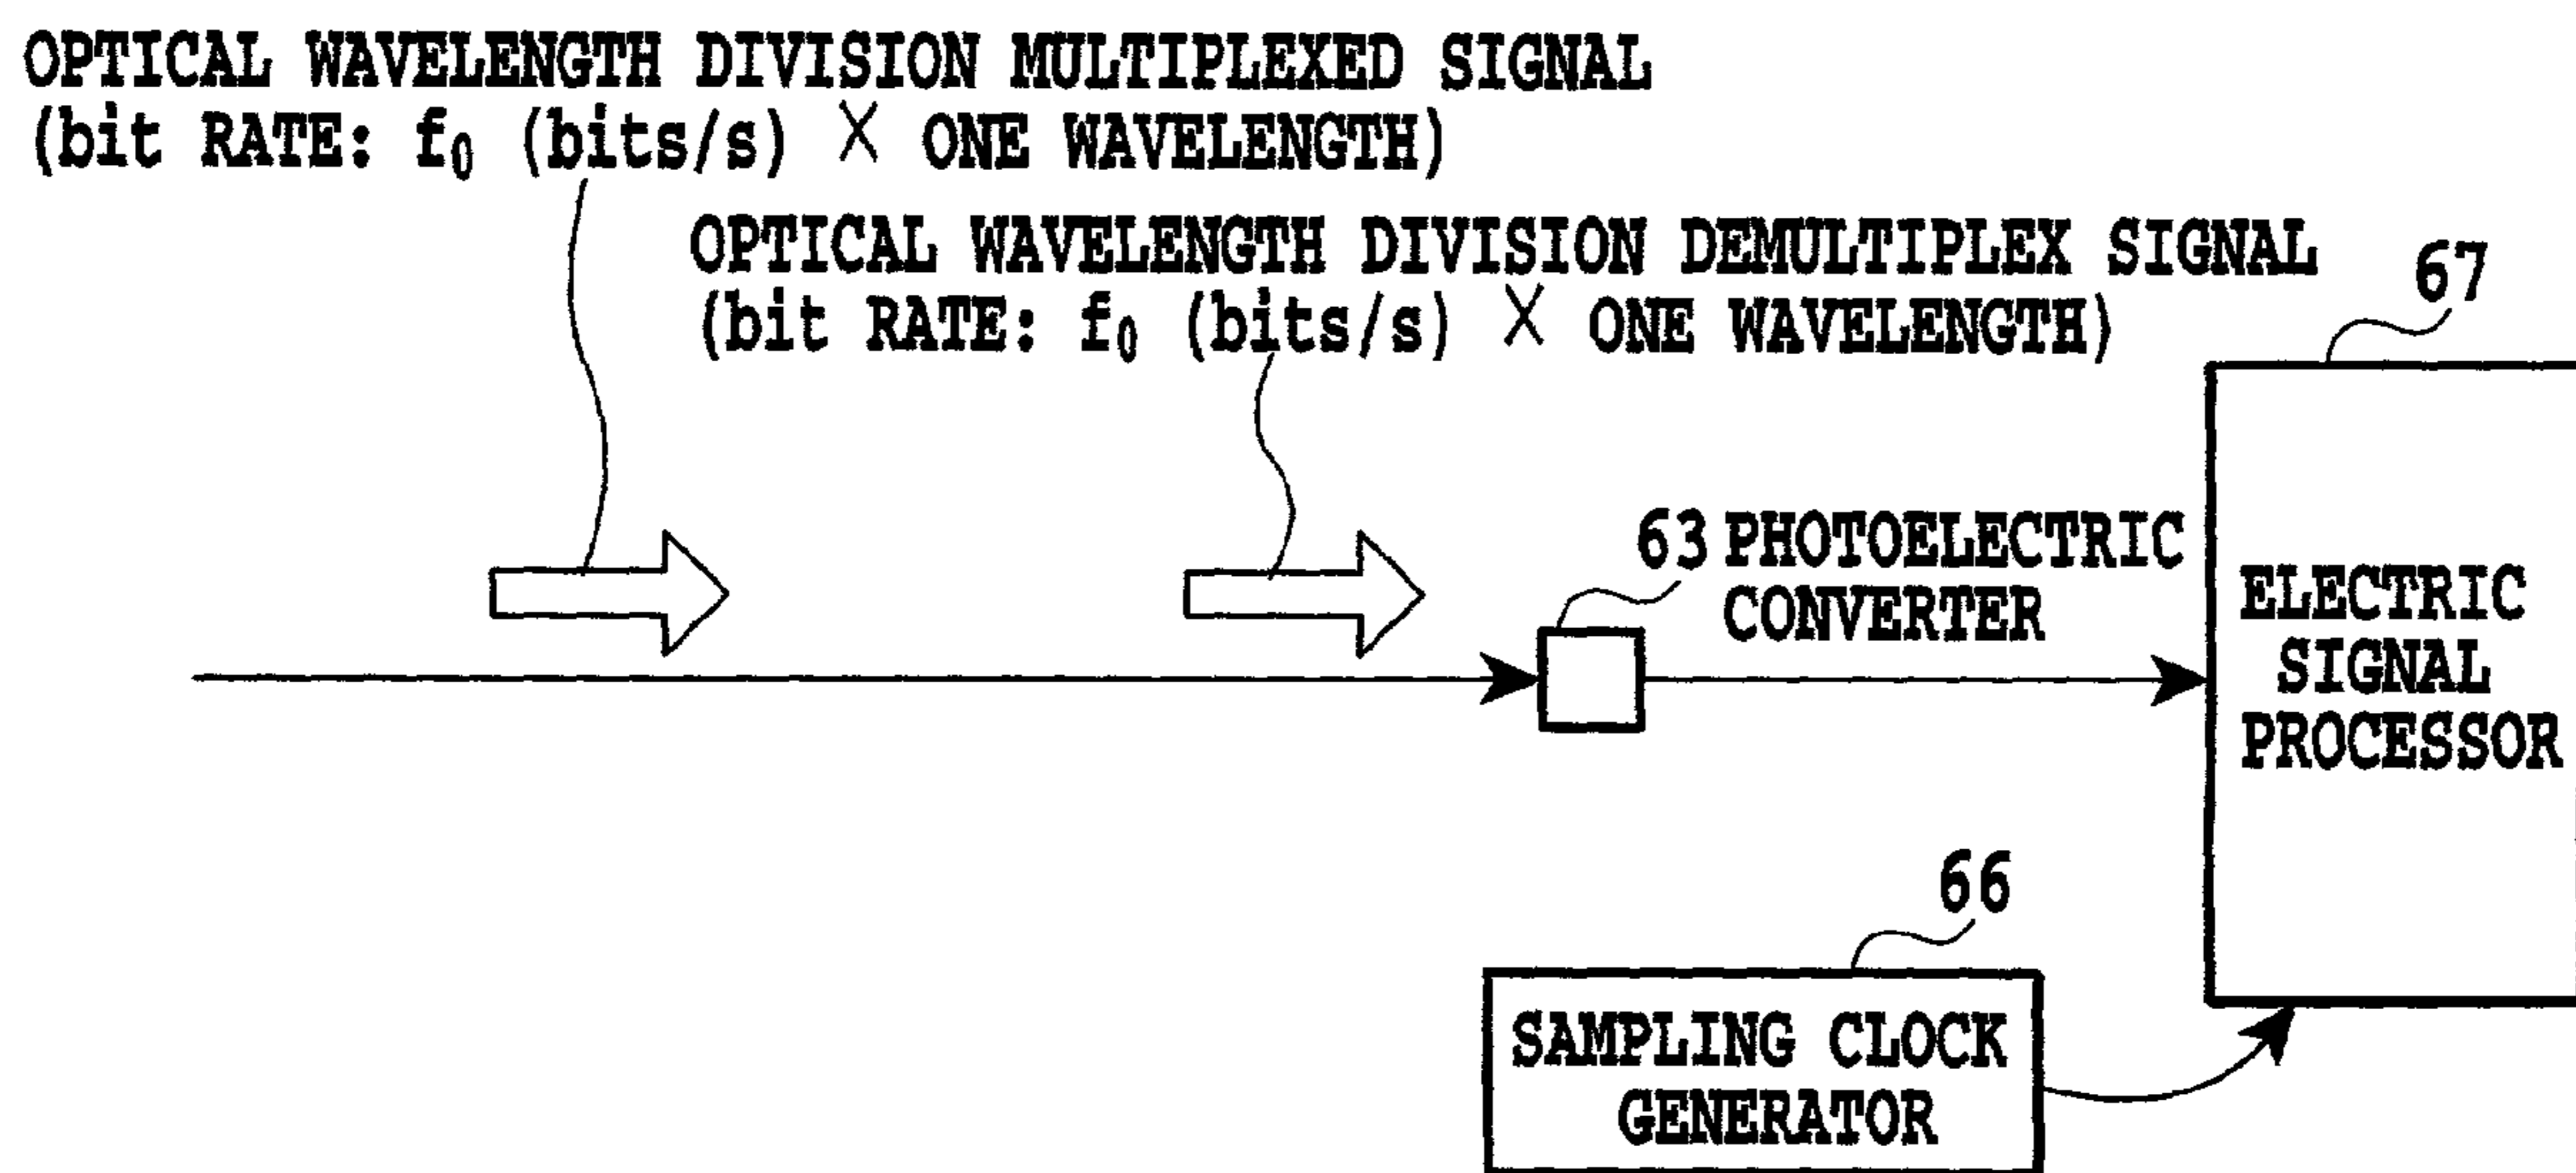 OPTICAL WAVELENGTH DIVISION MULTIPLEXED SIGNAL
(bit RATE: f₀ (bits/s) X ONE WAVELENGTH)
OPTICAL WAVELENGTH DIVISION DEMULTIPLEX SIGNAL
(bit RATE: f₀ (bits/s) X ONE WAVELENGTH)
67
63 PHOTOELECTRIC
CONVERTER
ELECTRIC
SIGNAL
PROCESSOR
66
SAMPLING CLOCK
GENERATOR